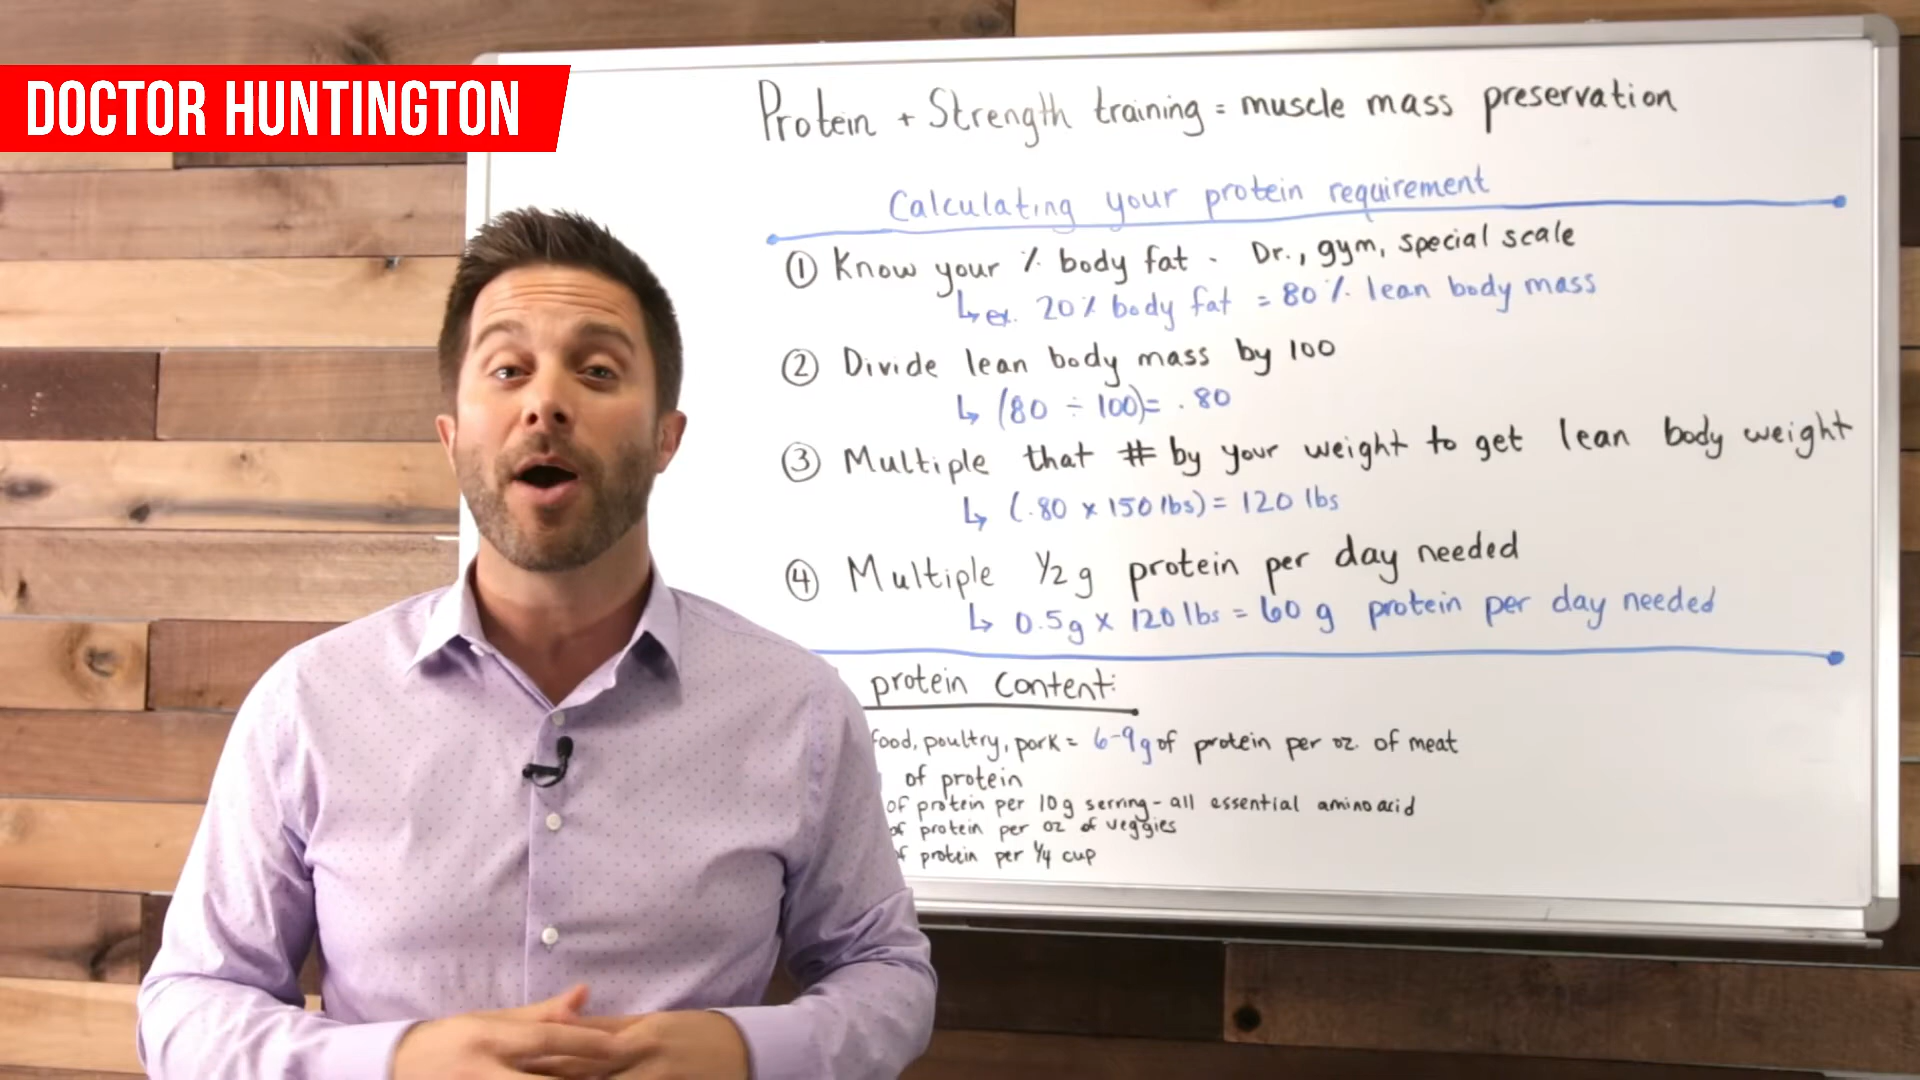 DOCTOR HUNTINGTON
Protein + Strength training = muscle mass preservation
Calculating your protein requirement
① Know your % body fat - Dr., gym, special scale
↳ ex. 20% body fat = 80% lean body mass
② Divide lean body mass by 100
↳ (80 ÷ 100) = .80
③ Multiple that # by your weight to get lean body weight
↳ (.80 x 150 lbs) = 120 lbs
④ Multiple 1/2 g protein per day needed
↳ 0.5g x 120 lbs = 60 g protein per day needed
protein content:
food, poultry, pork = 6-9g of protein per oz. of meat
of protein
of protein per 10g serving - all essential amino acid
of protein per oz of veggies
of protein per 1/4 cup